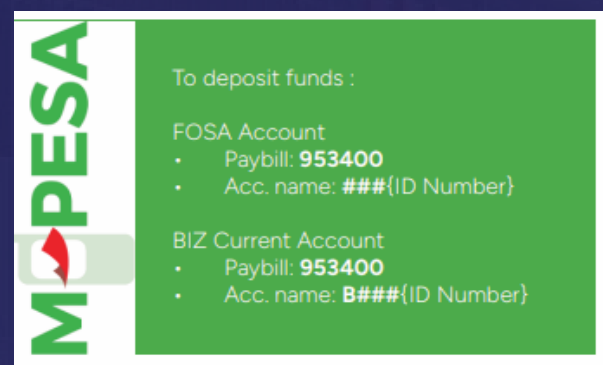 M-PESA
To deposit funds :
FOSA Account
• Paybill: 953400
• Acc. name: ###{ID Number}
BIZ Current Account
• Paybill: 953400
• Acc. name: B###{ID Number}